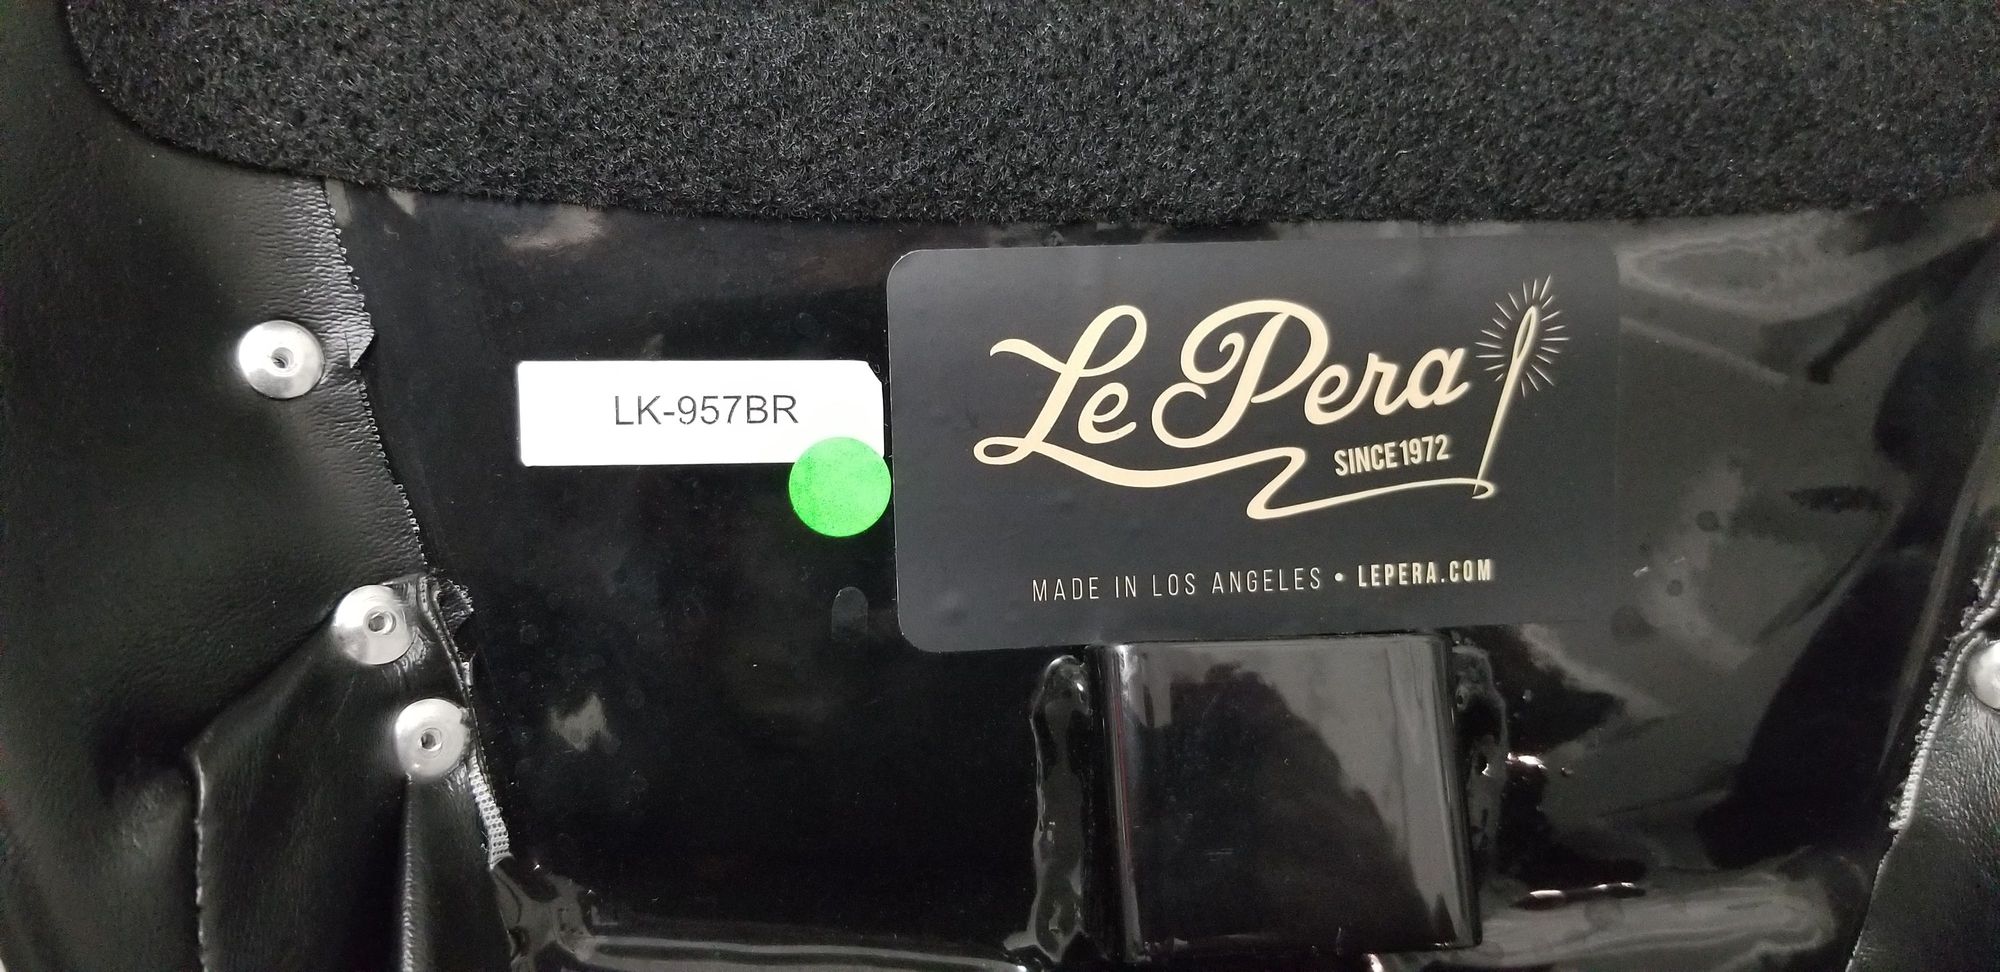 LK-957BR
Le Pera
SINCE 1972
MADE IN LOS ANGELES • LEPERA.COM